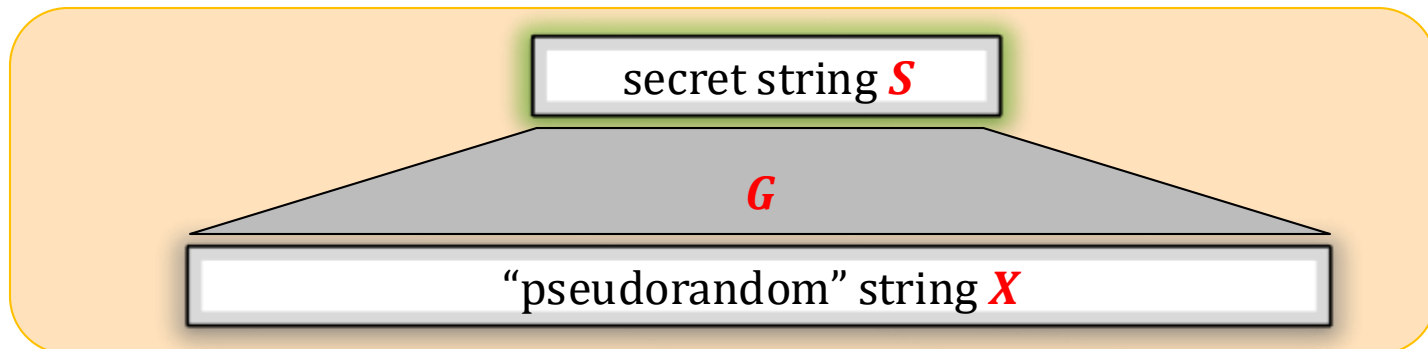 secret string S
G
“pseudorandom” string X